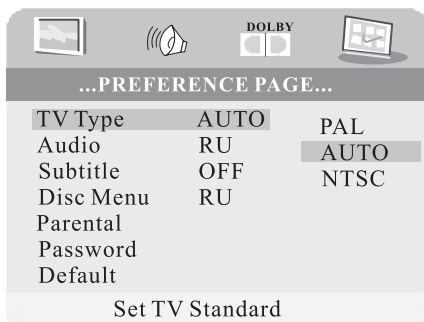 DOLBY
...PREFERENCE PAGE...
TV Type AUTO PAL
Audio RU AUTO
Subtitle OFF NTSC
Disc Menu RU
Parental
Password
Default
Set TV Standard